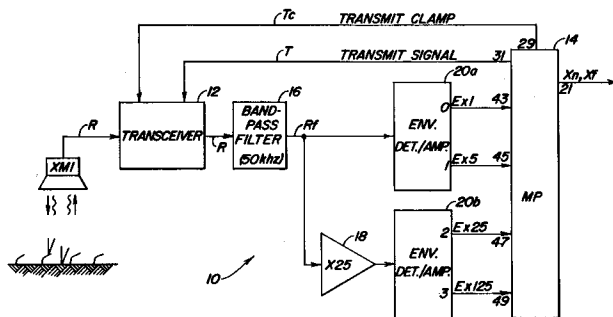 Tc TRANSMIT CLAMP
29 14
T TRANSMIT SIGNAL 31
Xn, Xf
21
12 16 20a
R TRANSCEIVER R BAND-PASS FILTER (50khz) Rf
XM1
ENV. DET./AMP.
0 Ex1 43
1 Ex5 45
MP
20b
18
X25
ENV. DET./AMP.
2 Ex25 47
3 Ex125 49
10